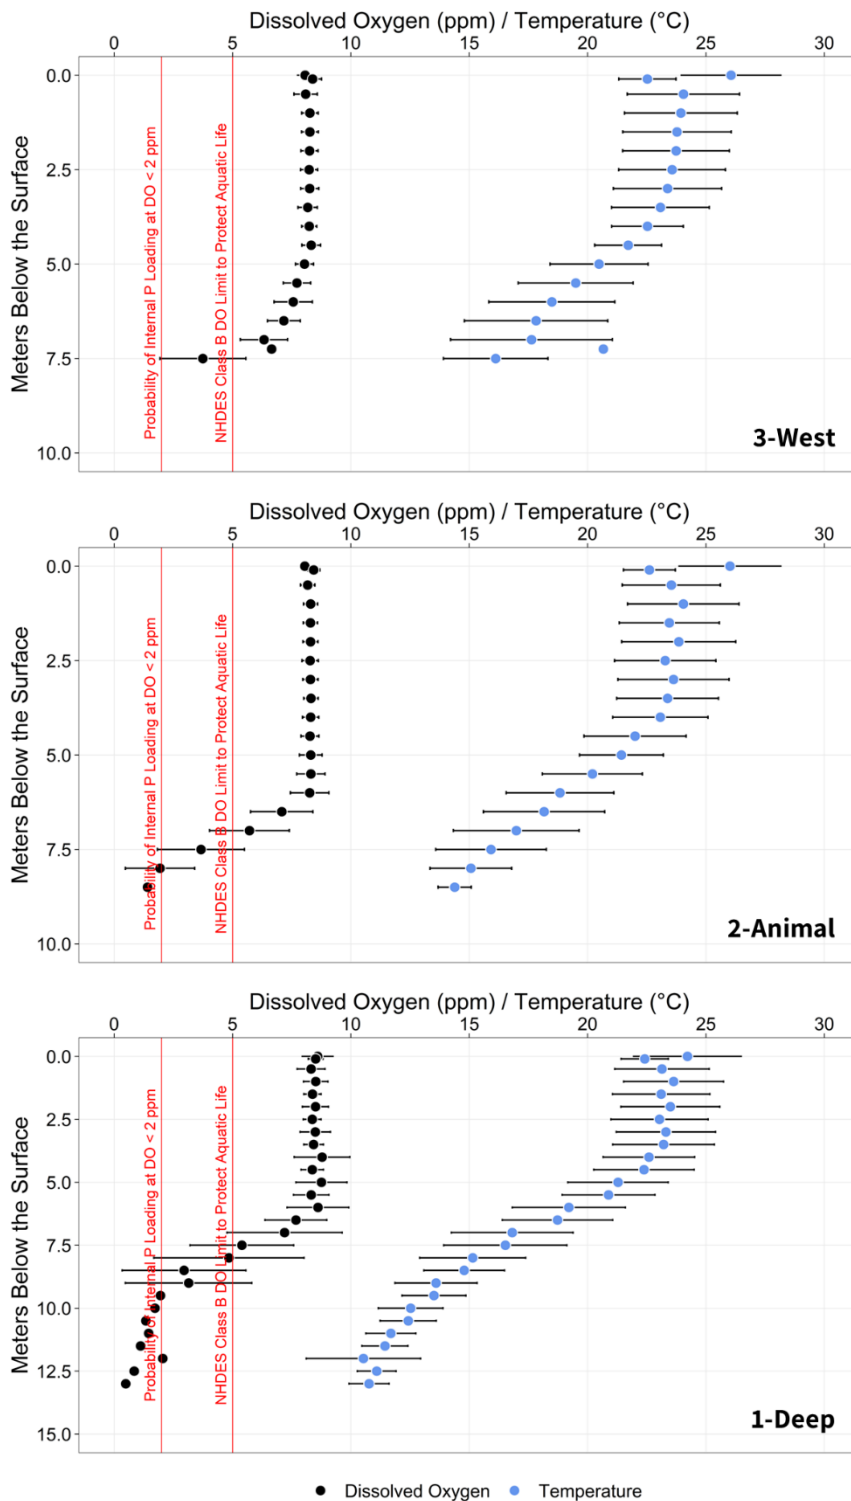 Dissolved Oxygen (ppm) / Temperature (°C)
0 5 10 15 20 25 30
Meters Below the Surface
0.0
2.5
5.0
7.5
10.0
Probability of Internal P Loading at DO < 2 ppm
NHDES Class B DO Limit to Protect Aquatic Life
3-West
Dissolved Oxygen (ppm) / Temperature (°C)
0 5 10 15 20 25 30
Meters Below the Surface
0.0
2.5
5.0
7.5
10.0
Probability of Internal P Loading at DO < 2 ppm
NHDES Class B DO Limit to Protect Aquatic Life
2-Animal
Dissolved Oxygen (ppm) / Temperature (°C)
0 5 10 15 20 25 30
Meters Below the Surface
0.0
2.5
5.0
7.5
10.0
12.5
15.0
Probability of Internal P Loading at DO < 2 ppm
NHDES Class B DO Limit to Protect Aquatic Life
1-Deep
Dissolved Oxygen Temperature